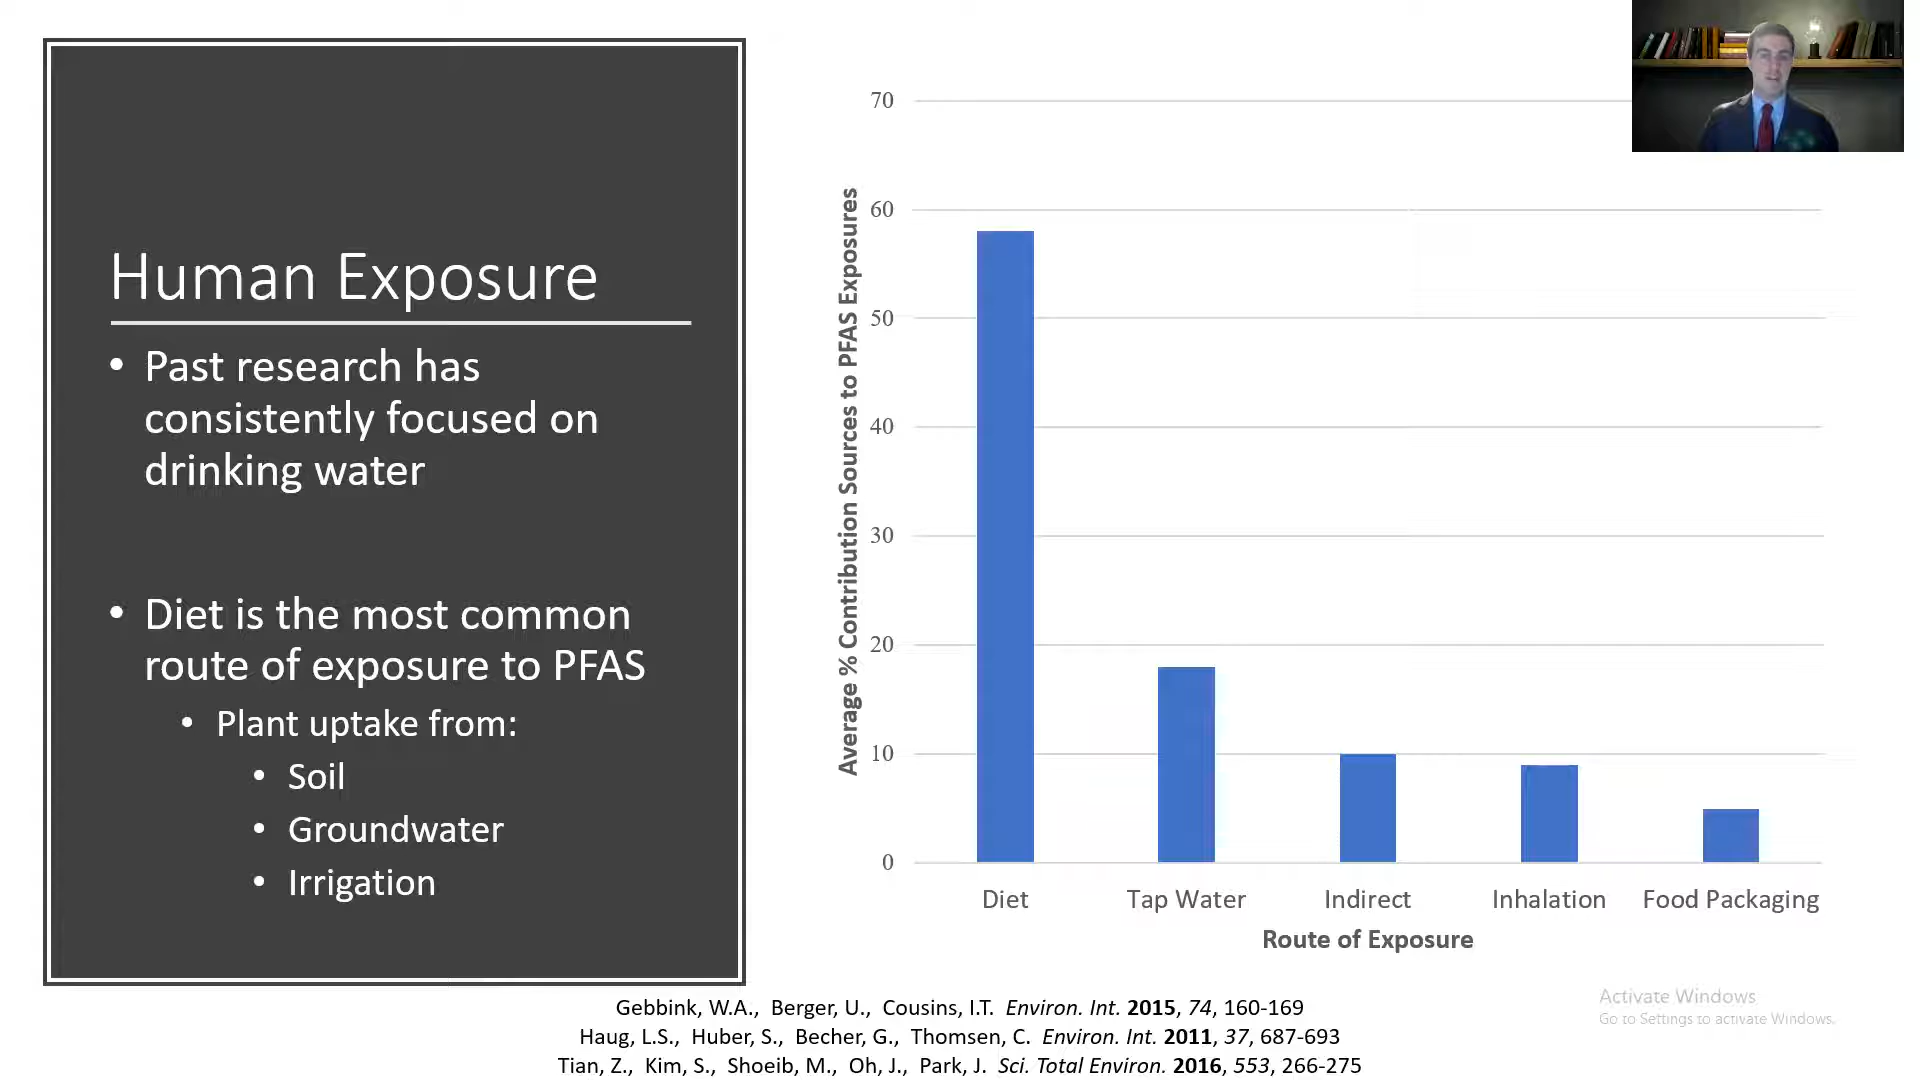 Human Exposure
• Past research has
consistently focused on
drinking water
• Diet is the most common
route of exposure to PFAS
• Plant uptake from:
• Soil
• Groundwater
• Irrigation
Average % Contribution Sources to PFAS Exposures
70
60
50
40
30
20
10
0
Diet Tap Water Indirect Inhalation Food Packaging
Route of Exposure
Gebbink, W.A., Berger, U., Cousins, I.T. Environ. Int. 2015, 74, 160-169
Haug, L.S., Huber, S., Becher, G., Thomsen, C. Environ. Int. 2011, 37, 687-693
Tian, Z., Kim, S., Shoeib, M., Oh, J., Park, J. Sci. Total Environ. 2016, 553, 266-275
Activate Windows
Go to Settings to activate Windows.